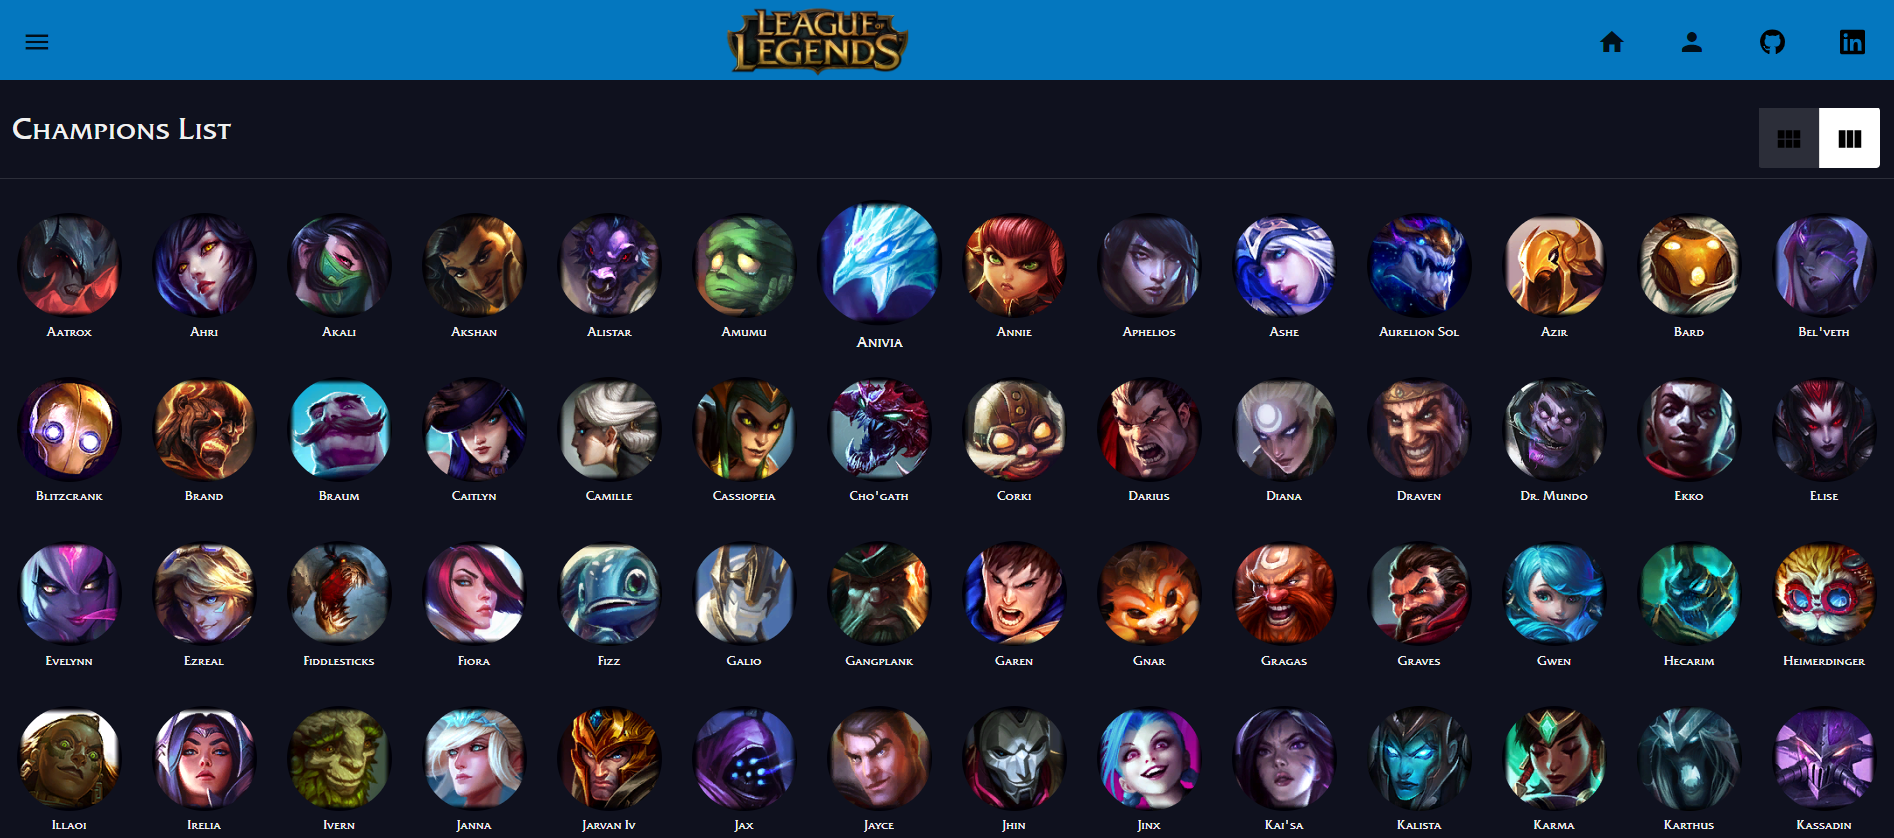 LEAGUE OF
LEGENDS
Champions List
Aatrox
Ahri
Akali
Akshan
Alistar
Amumu
Anivia
Annie
Aphelios
Ashe
Aurelion Sol
Azir
Bard
Bel'veth
Blitzcrank
Brand
Braum
Caitlyn
Camille
Cassiopeia
Cho'gath
Corki
Darius
Diana
Draven
Dr. Mundo
Ekko
Elise
Evelynn
Ezreal
Fiddlesticks
Fiora
Fizz
Galio
Gangplank
Garen
Gnar
Gragas
Graves
Gwen
Hecarim
Heimerdinger
Illaoi
Irelia
Ivern
Janna
Jarvan Iv
Jax
Jayce
Jhin
Jinx
Kai'sa
Kalista
Karma
Karthus
Kassadin